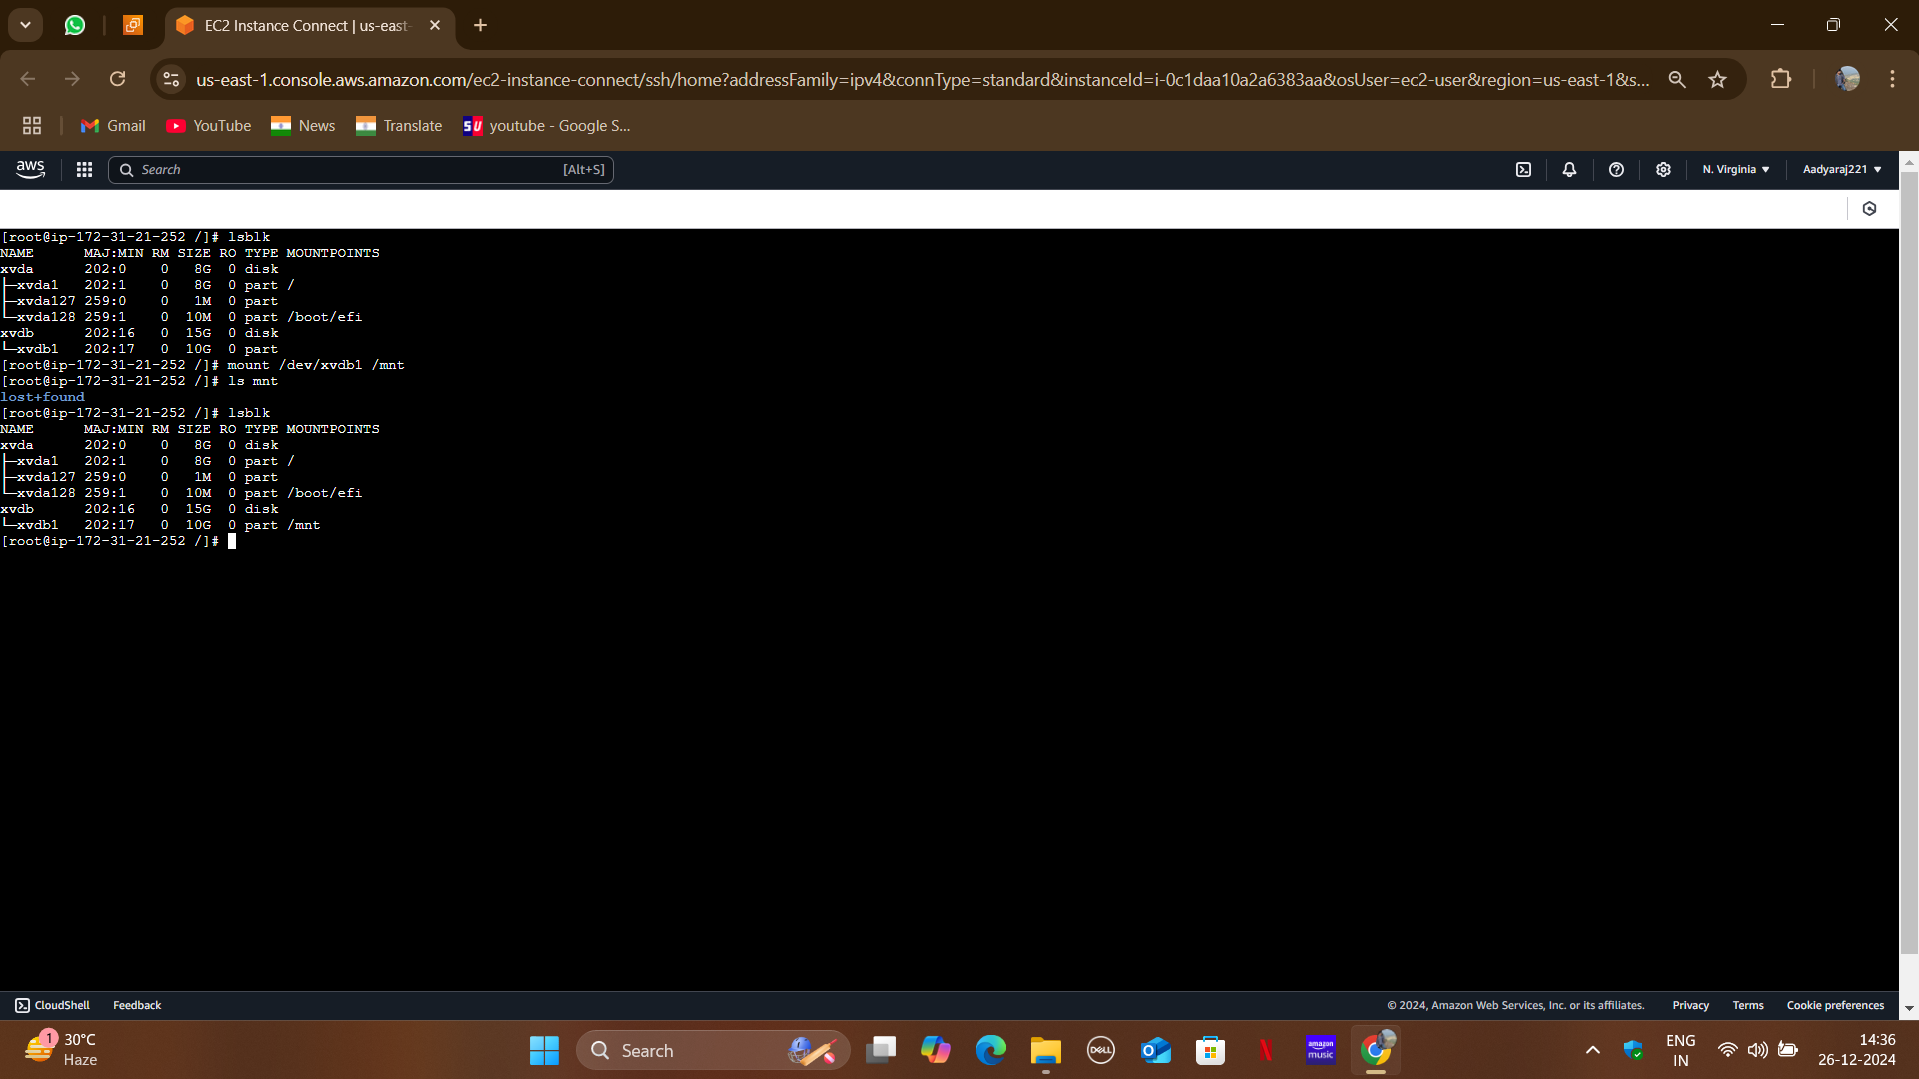 EC2 Instance Connect | us-east-
us-east-1.console.aws.amazon.com/ec2-instance-connect/ssh/home?addressFamily=ipv4&connType=standard&instanceId=i-0c1daa10a2a6383aa&osUser=ec2-user&region=us-east-1&s...
Gmail YouTube News Translate SU youtube - Google S...
aws Search [Alt+S] N. Virginia Aadyaraj221
[root@ip-172-31-21-252 /]# lsblk
NAME MAJ:MIN RM SIZE RO TYPE MOUNTPOINTS
xvda 202:0 0 8G 0 disk
├─xvda1 202:1 0 8G 0 part /
├─xvda127 259:0 0 1M 0 part
└─xvda128 259:1 0 10M 0 part /boot/efi
xvdb 202:16 0 15G 0 disk
└─xvdb1 202:17 0 10G 0 part
[root@ip-172-31-21-252 /]# mount /dev/xvdb1 /mnt
[root@ip-172-31-21-252 /]# ls mnt
lost+found
[root@ip-172-31-21-252 /]# lsblk
NAME MAJ:MIN RM SIZE RO TYPE MOUNTPOINTS
xvda 202:0 0 8G 0 disk
├─xvda1 202:1 0 8G 0 part /
├─xvda127 259:0 0 1M 0 part
└─xvda128 259:1 0 10M 0 part /boot/efi
xvdb 202:16 0 15G 0 disk
└─xvdb1 202:17 0 10G 0 part /mnt
[root@ip-172-31-21-252 /]#
CloudShell Feedback © 2024, Amazon Web Services, Inc. or its affiliates. Privacy Terms Cookie preferences
1 30°C
Haze
Search
DELL
amazon music
ENG
IN
14:36
26-12-2024